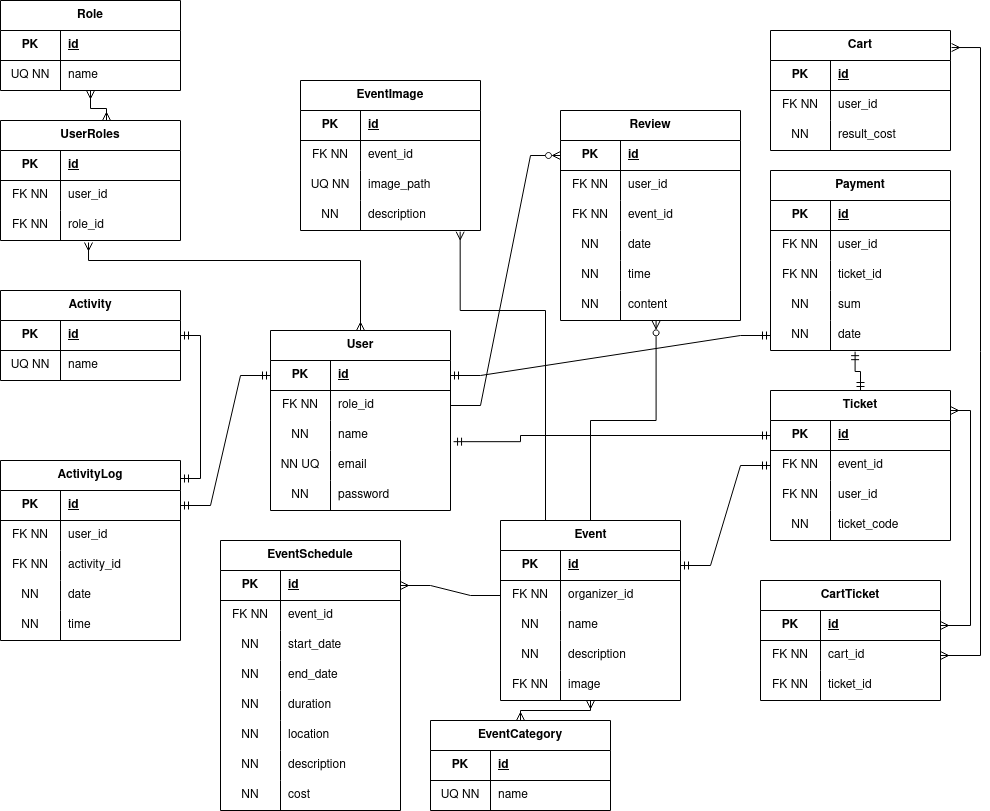 Role
PK id
UQ NN name
UserRoles
PK id
FK NN user_id
FK NN role_id
Activity
PK id
UQ NN name
ActivityLog
PK id
FK NN user_id
FK NN activity_id
NN date
NN time
EventImage
PK id
FK NN event_id
UQ NN image_path
NN description
User
PK id
FK NN role_id
NN name
NN UQ email
NN password
EventSchedule
PK id
FK NN event_id
NN start_date
NN end_date
NN duration
NN location
NN description
NN cost
Review
PK id
FK NN user_id
FK NN event_id
NN date
NN time
NN content
Event
PK id
FK NN organizer_id
NN name
NN description
FK NN image
EventCategory
PK id
UQ NN name
Cart
PK id
FK NN user_id
NN result_cost
Payment
PK id
FK NN user_id
FK NN ticket_id
NN sum
NN date
Ticket
PK id
FK NN event_id
FK NN user_id
NN ticket_code
CartTicket
PK id
FK NN cart_id
FK NN ticket_id